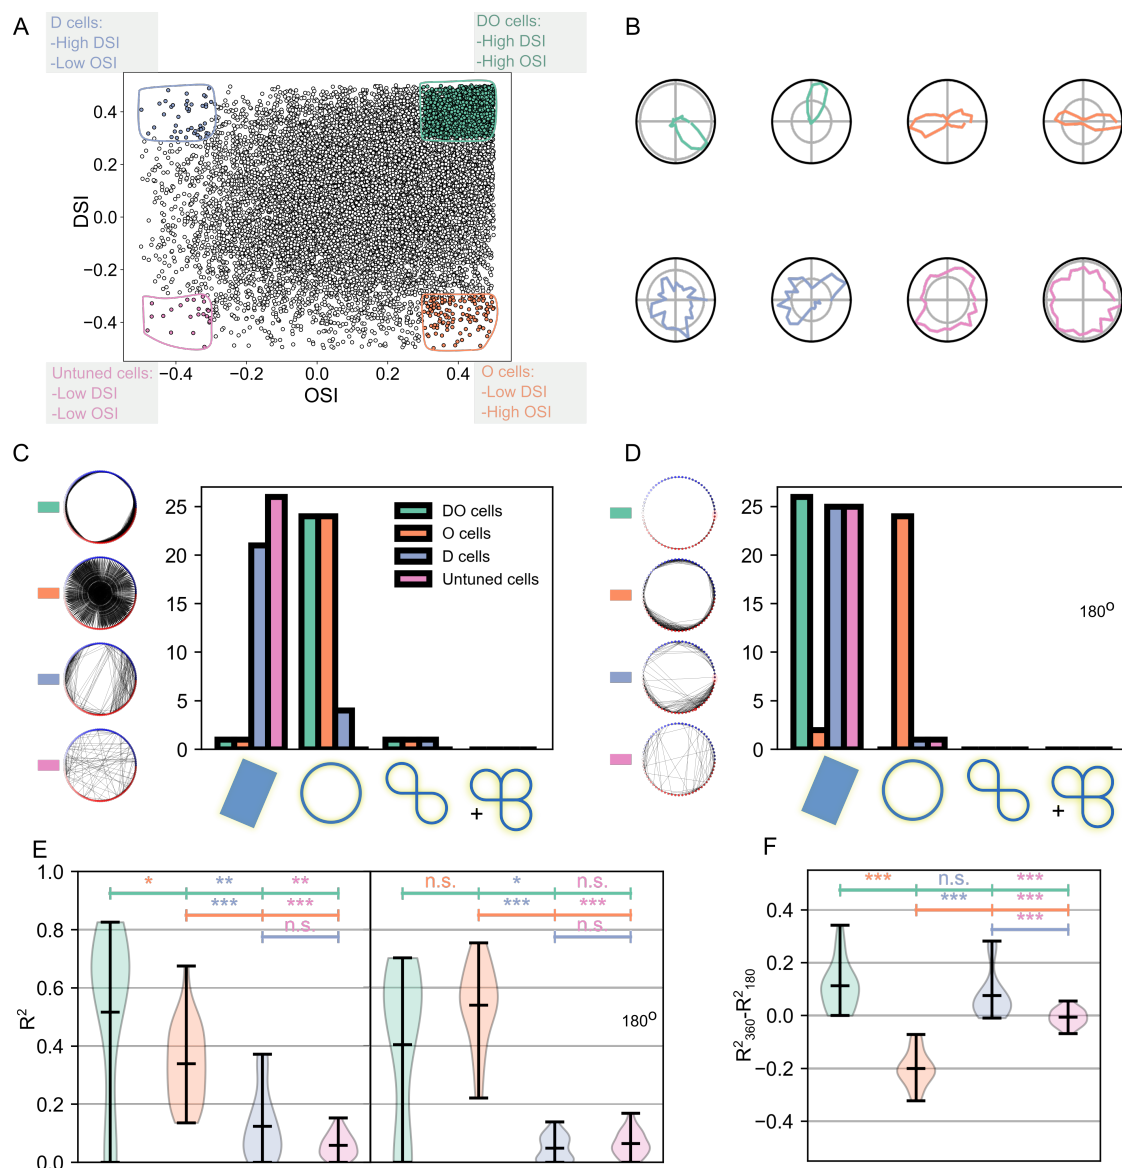 A
D cells:
-High DSI
-Low OSI
DO cells:
-High DSI
-High OSI
B
0.4
0.2
0.0
−0.2
−0.4
DSI
−0.4
−0.2
0.0
0.2
0.4
OSI
Untuned cells:
-Low DSI
-Low OSI
O cells:
-Low DSI
-High OSI
C
25
20
15
10
5
0
DO cells
O cells
D cells
Untuned cells
+
D
25
20
15
10
5
0
180o
+
E
1.0
0.8
0.6
0.4
0.2
0.0
R2
* ** **
*** ***
n.s.
n.s. * n.s.
*** ***
n.s.
180o
F
0.4
0.2
0.0
−0.2
−0.4
R2360-R2180
*** n.s. ***
*** ***
***